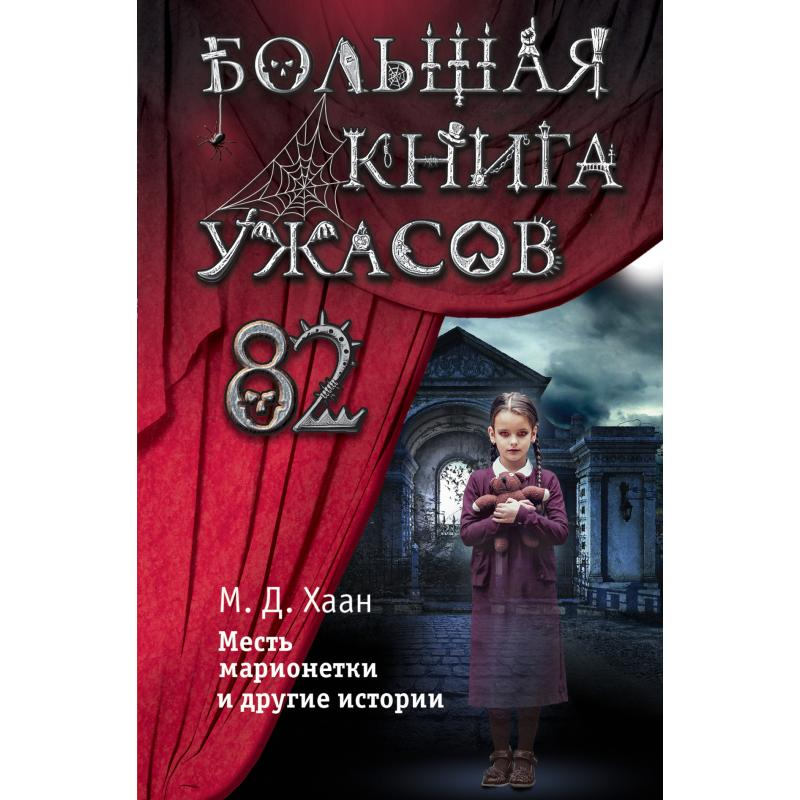 БОЛЬШАЯ
КНИГА
УЖАСОВ
82
М. Д. Хаан
Месть
марионетки
и другие истории